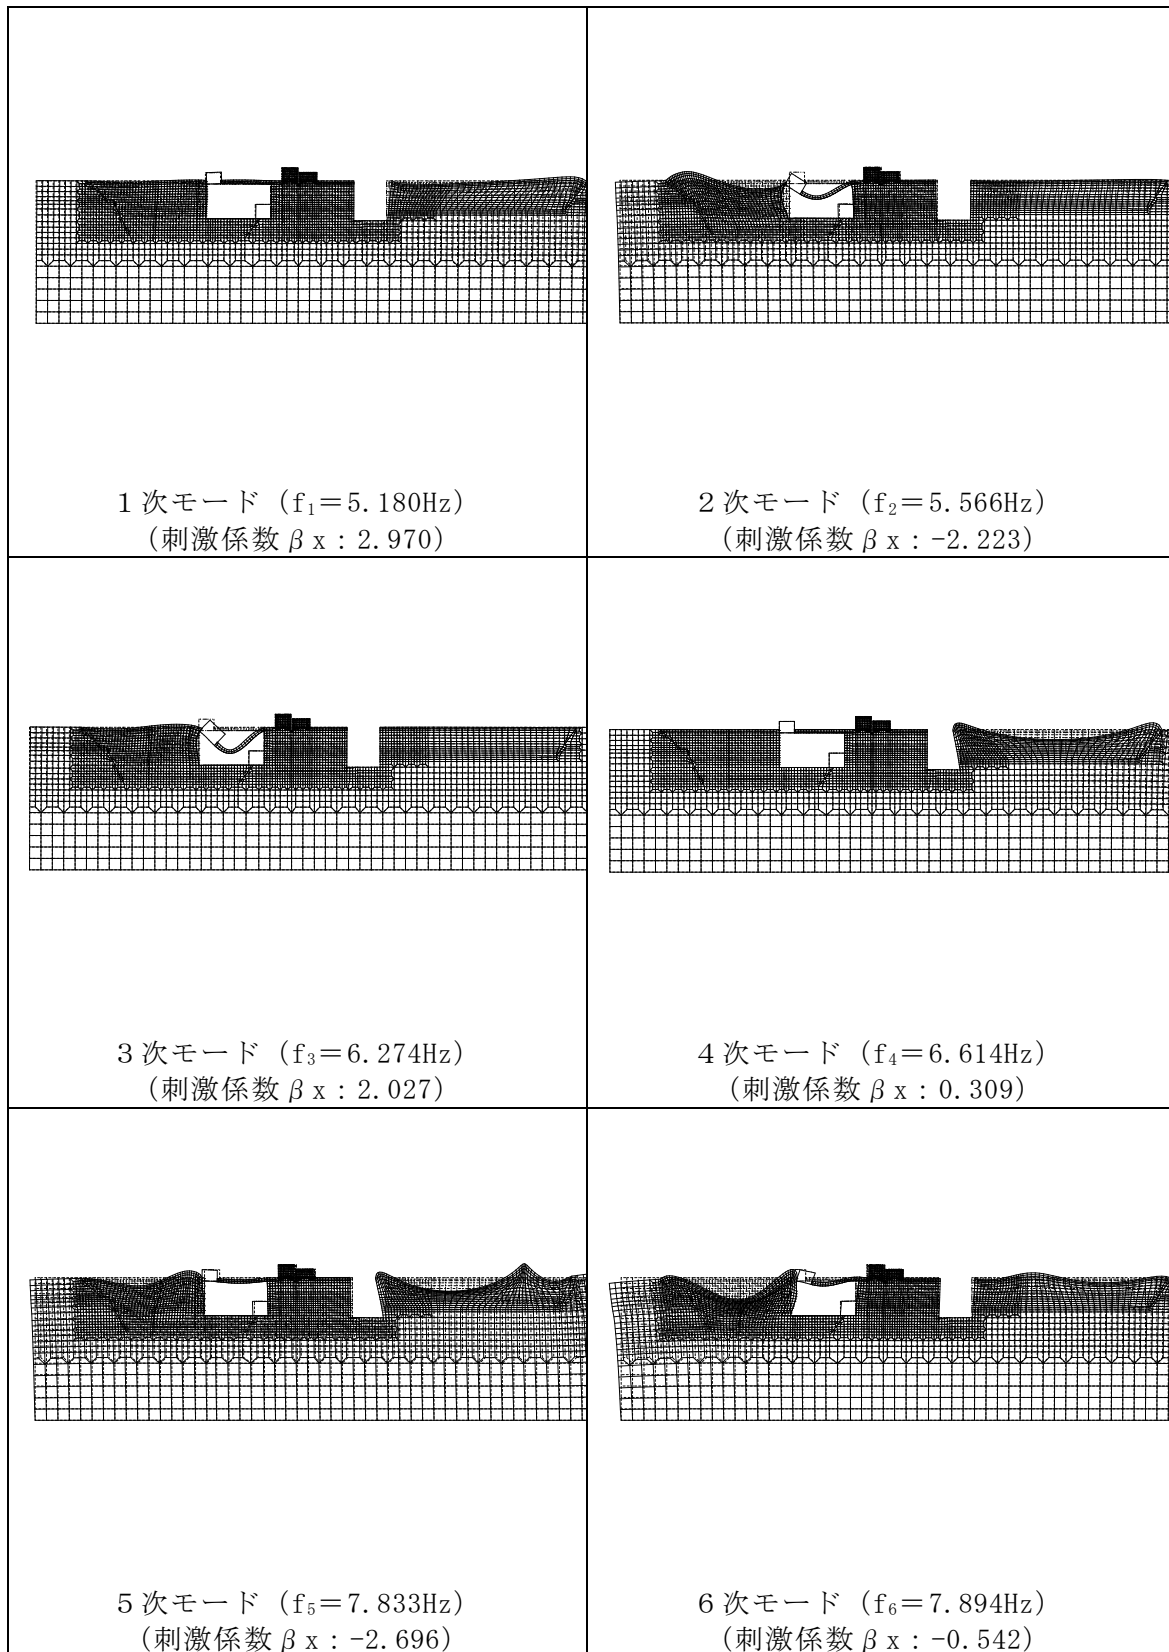 1次モード (f₁=5.180Hz)
(刺激係数βx:2.970)
2次モード (f₂=5.566Hz)
(刺激係数βx:-2.223)
3次モード (f₃=6.274Hz)
(刺激係数βx:2.027)
4次モード (f₄=6.614Hz)
(刺激係数βx:0.309)
5次モード (f₅=7.833Hz)
(刺激係数βx:-2.696)
6次モード (f₆=7.894Hz)
(刺激係数βx:-0.542)